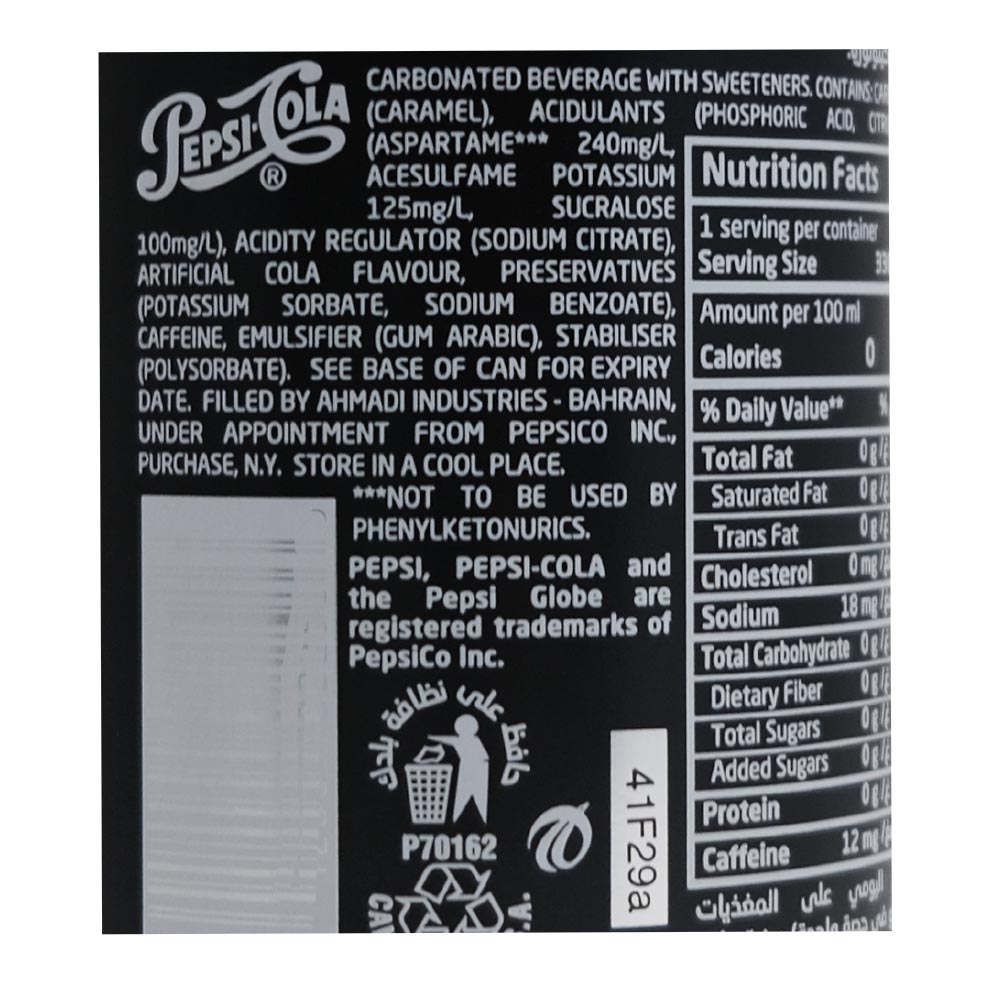 PEPSI-COLA
®
CARBONATED BEVERAGE WITH SWEETENERS. CONTAINS:
(CARAMEL), ACIDULANTS (PHOSPHORIC ACID,
(ASPARTAME*** 240mg/L,
ACESULFAME POTASSIUM
125mg/L, SUCRALOSE
100mg/L), ACIDITY REGULATOR (SODIUM CITRATE),
ARTIFICIAL COLA FLAVOUR, PRESERVATIVES
(POTASSIUM SORBATE, SODIUM BENZOATE),
CAFFEINE, EMULSIFIER (GUM ARABIC), STABILISER
(POLYSORBATE). SEE BASE OF CAN FOR EXPIRY
DATE. FILLED BY AHMADI INDUSTRIES - BAHRAIN,
UNDER APPOINTMENT FROM PEPSICO INC.,
PURCHASE, N.Y. STORE IN A COOL PLACE.
***NOT TO BE USED BY
PHENYLKETONURICS.
PEPSI, PEPSI-COLA and
the Pepsi Globe are
registered trademarks of
PepsiCo Inc.
حافظ على نظافة بلدك
P70162
41F29a
Nutrition Facts
1 serving per container
Serving Size
Amount per 100 ml
Calories 0
% Daily Value**
Total Fat 0 g
Saturated Fat 0 g
Trans Fat 0 g
Cholesterol 0 mg
Sodium 18 mg
Total Carbohydrate 0 g
Dietary Fiber 0 g
Total Sugars 0 g
Added Sugars 0 g
Protein 0 g
Caffeine 12 mg
اليومي على المغذيات